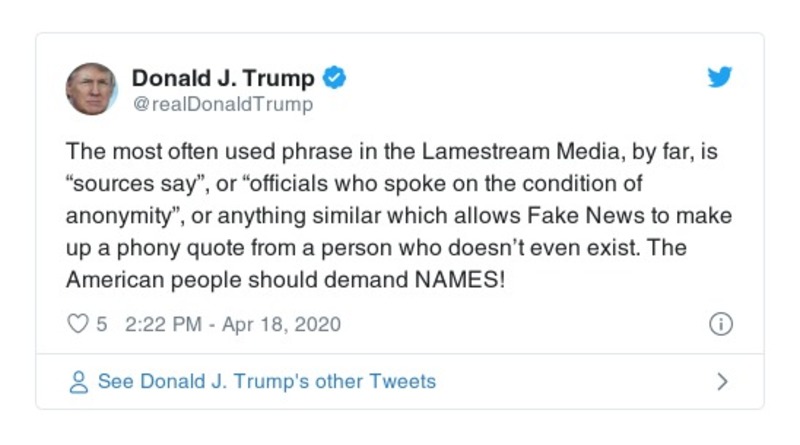 Donald J. Trump
@realDonaldTrump
The most often used phrase in the Lamestream Media, by far, is
“sources say”, or “officials who spoke on the condition of
anonymity”, or anything similar which allows Fake News to make
up a phony quote from a person who doesn’t even exist. The
American people should demand NAMES!
5 2:22 PM - Apr 18, 2020
See Donald J. Trump's other Tweets